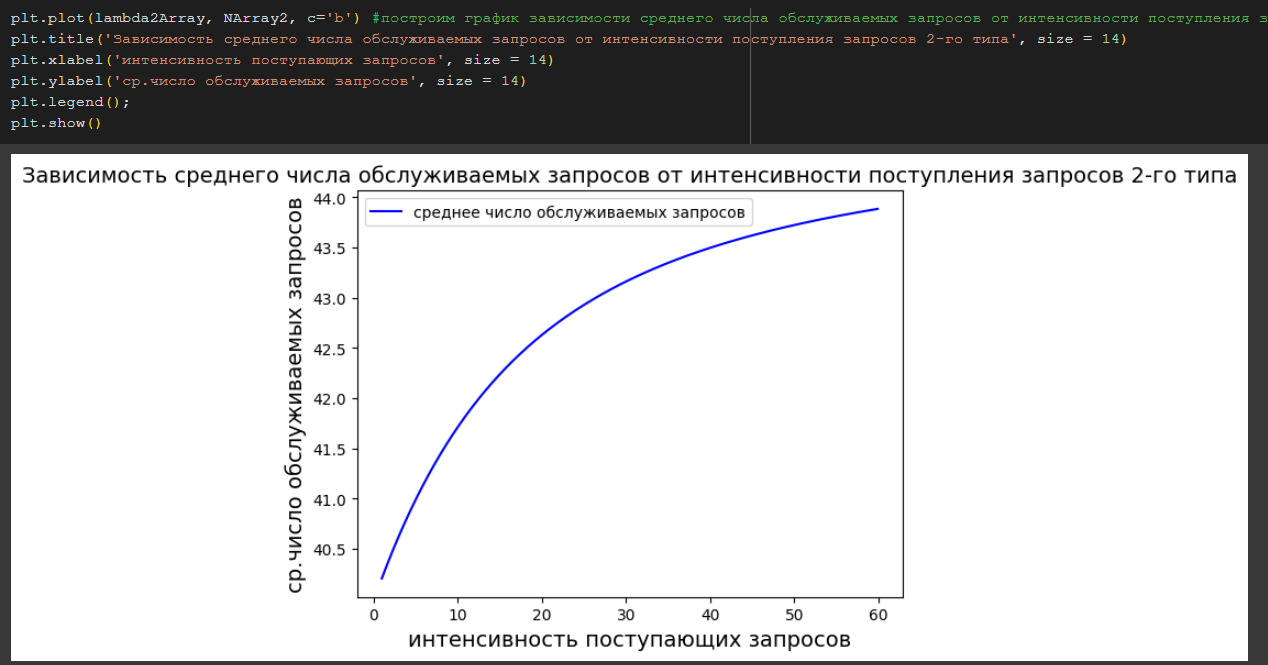 plt.plot(lambda2Array, NArray2, c='b') #построим график зависимости среднего числа обслуживаемых запросов от интенсивности поступления з
plt.title('Зависимость среднего числа обслуживаемых запросов от интенсивности поступления запросов 2-го типа', size = 14)
plt.xlabel('интенсивность поступающих запросов', size = 14)
plt.ylabel('ср.число обслуживаемых запросов', size = 14)
plt.legend();
plt.show()
Зависимость среднего числа обслуживаемых запросов от интенсивности поступления запросов 2-го типа
среднее число обслуживаемых запросов
ср.число обслуживаемых запросов
44.0
43.5
43.0
42.5
42.0
41.5
41.0
40.5
0 10 20 30 40 50 60
интенсивность поступающих запросов